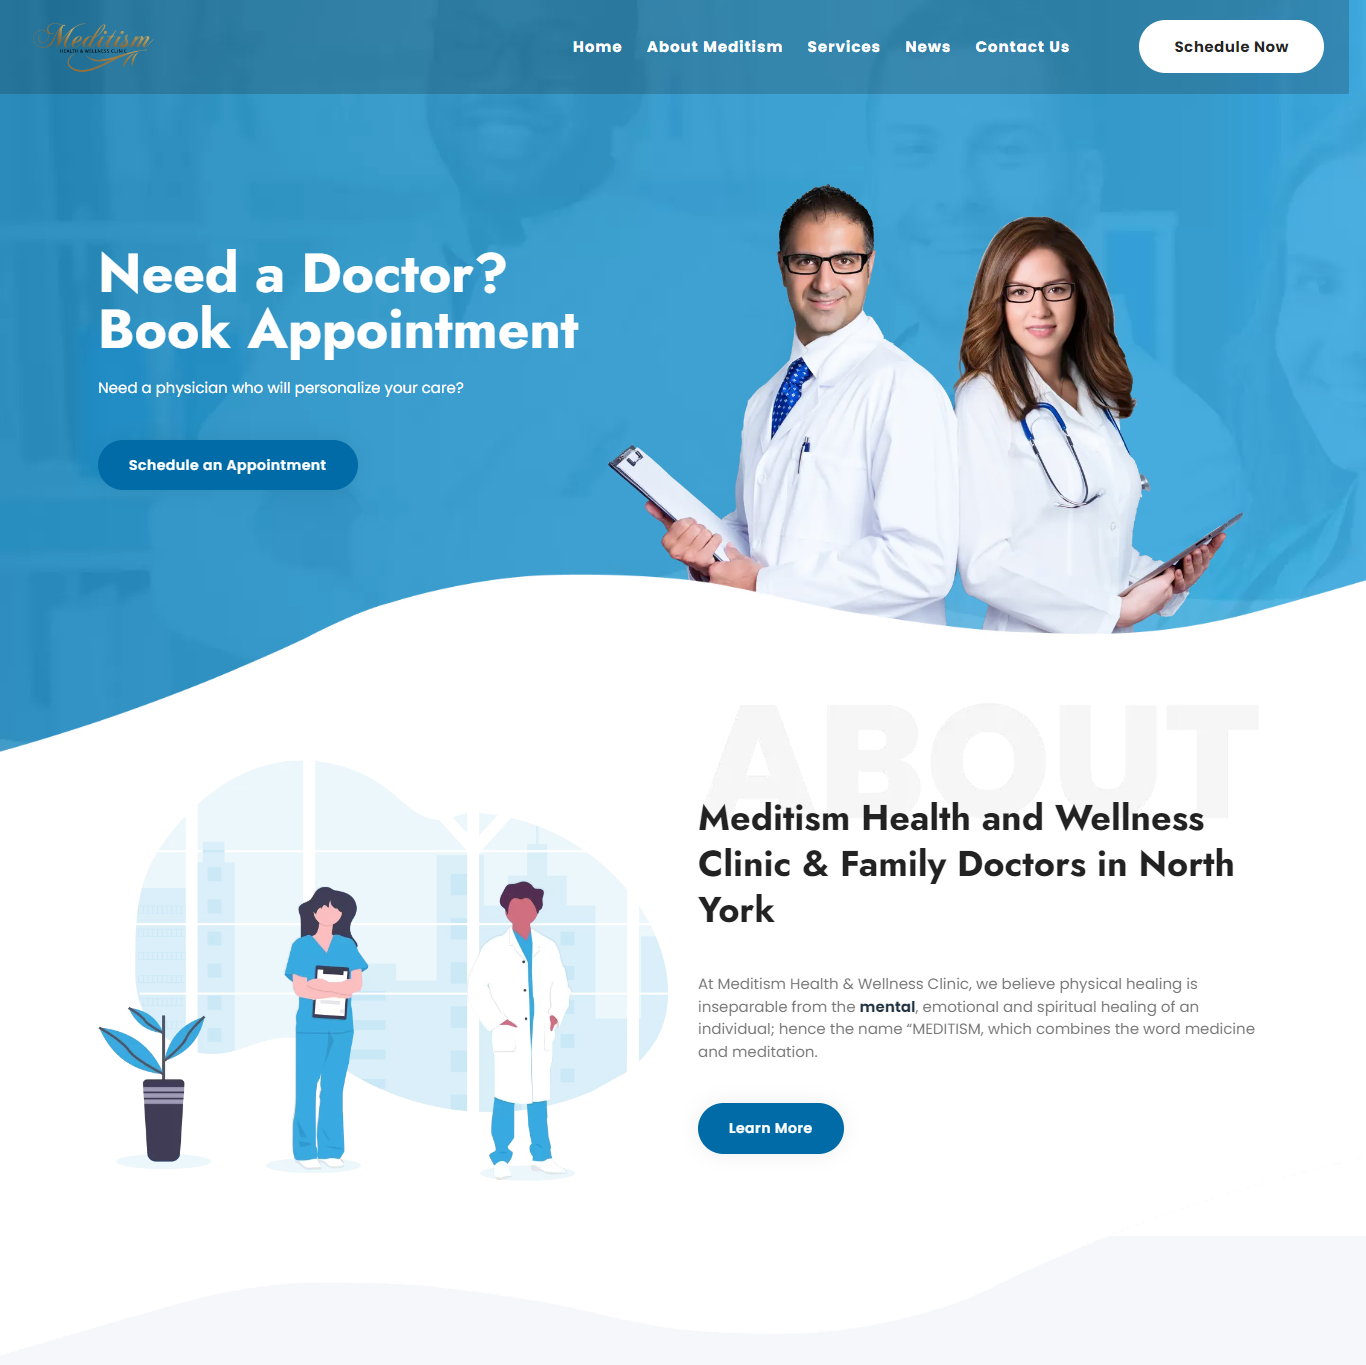 Meditism
HEALTH & WELLNESS CLINIC
Home About Meditism Services News Contact Us
Schedule Now
Need a Doctor?
Book Appointment
Need a physician who will personalize your care?
Schedule an Appointment
ABOUT
Meditism Health and Wellness
Clinic & Family Doctors in North
York
At Meditism Health & Wellness Clinic, we believe physical healing is
inseparable from the mental, emotional and spiritual healing of an
individual; hence the name “MEDITISM, which combines the word medicine
and meditation.
Learn More